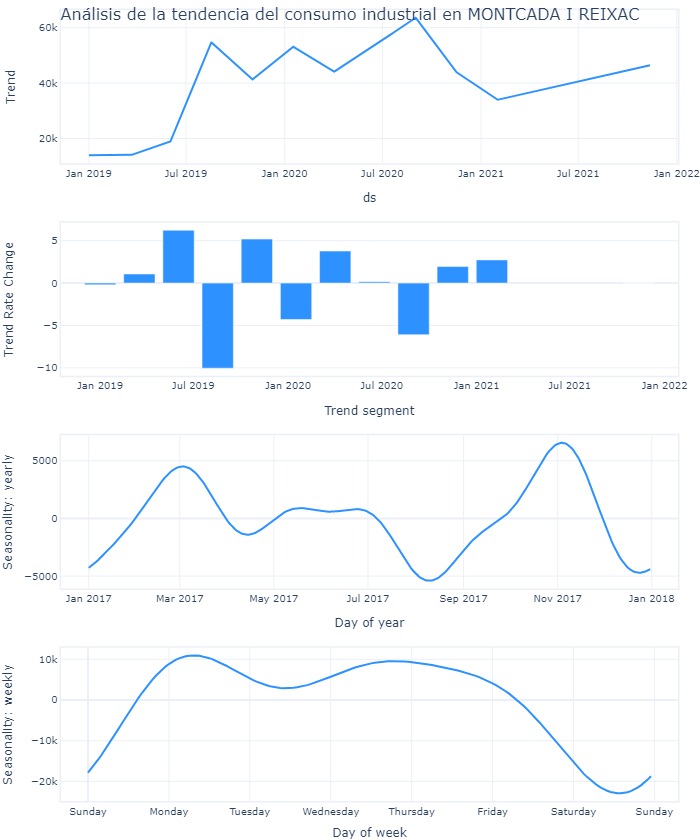 Análisis de la tendencia del consumo industrial en MONTCADA I REIXAC
60k
40k
20k
Trend
Jan 2019 Jul 2019 Jan 2020 Jul 2020 Jan 2021 Jul 2021 Jan 2022
ds
5
0
−5
−10
Trend Rate Change
Jan 2019 Jul 2019 Jan 2020 Jul 2020 Jan 2021 Jul 2021 Jan 2022
Trend segment
5000
0
−5000
Seasonality: yearly
Jan 2017 Mar 2017 May 2017 Jul 2017 Sep 2017 Nov 2017 Jan 2018
Day of year
10k
0
−10k
−20k
Seasonality: weekly
Sunday Monday Tuesday Wednesday Thursday Friday Saturday Sunday
Day of week